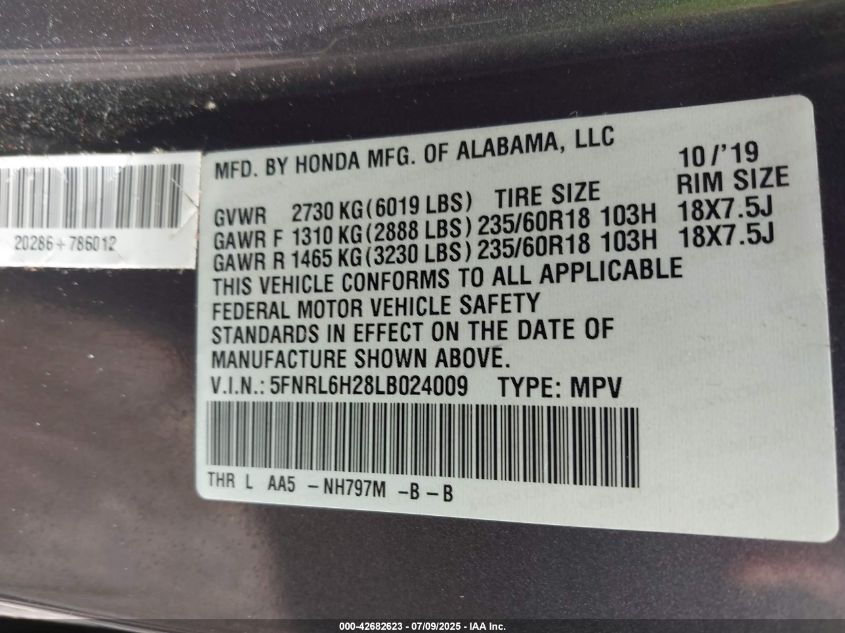 MFD. BY HONDA MFG. OF ALABAMA, LLC 10/'19
GVWR 2730 KG(6019 LBS) TIRE SIZE RIM SIZE
GAWR F 1310 KG(2888 LBS) 235/60R18 103H 18X7.5J
GAWR R 1465 KG(3230 LBS) 235/60R18 103H 18X7.5J
THIS VEHICLE CONFORMS TO ALL APPLICABLE
FEDERAL MOTOR VEHICLE SAFETY
STANDARDS IN EFFECT ON THE DATE OF
MANUFACTURE SHOWN ABOVE.
V.I.N.: 5FNRL6H28LB024009 TYPE: MPV
THR L AA5 -NH797M -B-B
20286+786012
000-42682623 / 07/09/2025 - IAA Inc.